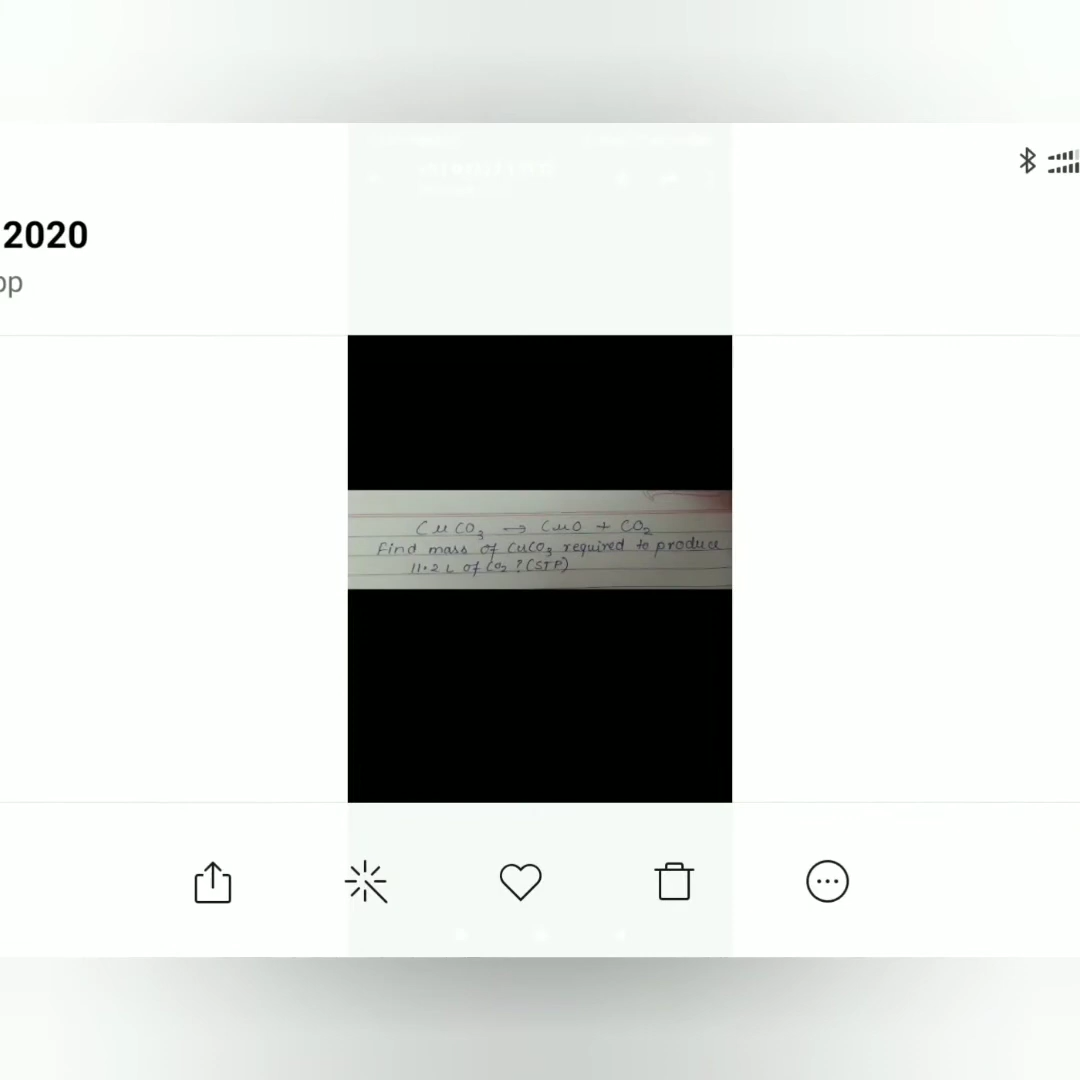 2020
CuCO₃ → CuO + CO₂
Find mass of CuCO₃ required to produce
11.2 L of CO₂ ? (STP)